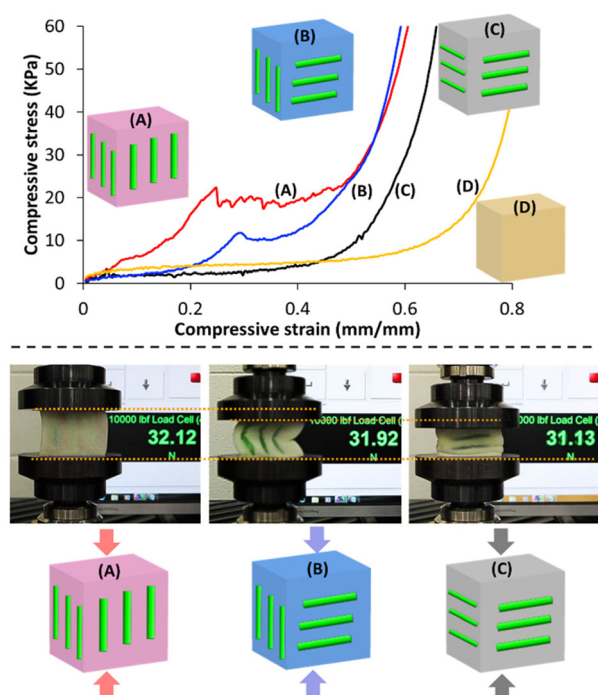 60
50
40
30
20
10
0
Compressive stress (KPa)
0
0.2
0.4
0.6
0.8
Compressive strain (mm/mm)
(A)
(B)
(C)
(D)
(A)
(B)
(C)
(D)
10000 lbf Load Cell (
32.12
N
10300 lbf Load Cell (
31.92
N
0300 lbf Load Cell (
31.13
N
(A)
(B)
(C)